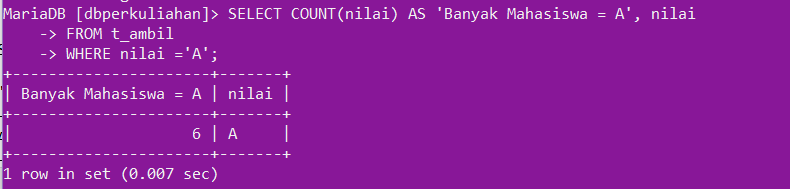 MariaDB [dbperkuliahan]> SELECT COUNT(nilai) AS 'Banyak Mahasiswa = A', nilai
    -> FROM t_ambil
    -> WHERE nilai ='A';
+----------------------+-------+
| Banyak Mahasiswa = A | nilai |
+----------------------+-------+
|                    6 | A     |
+----------------------+-------+
1 row in set (0.007 sec)